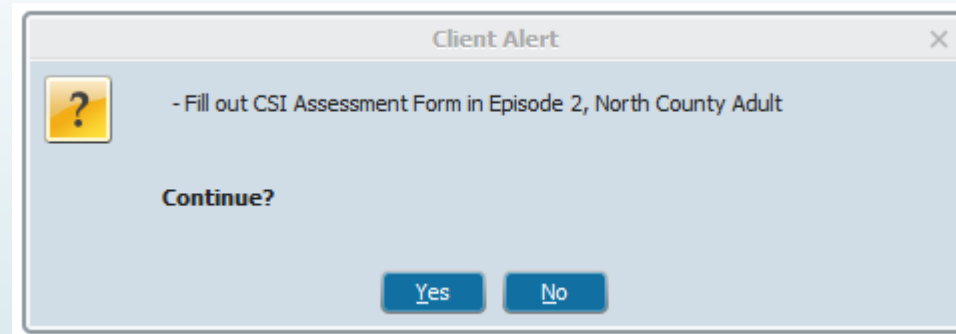 Client Alert
?
- Fill out CSI Assessment Form in Episode 2, North County Adult
Continue?
Yes No